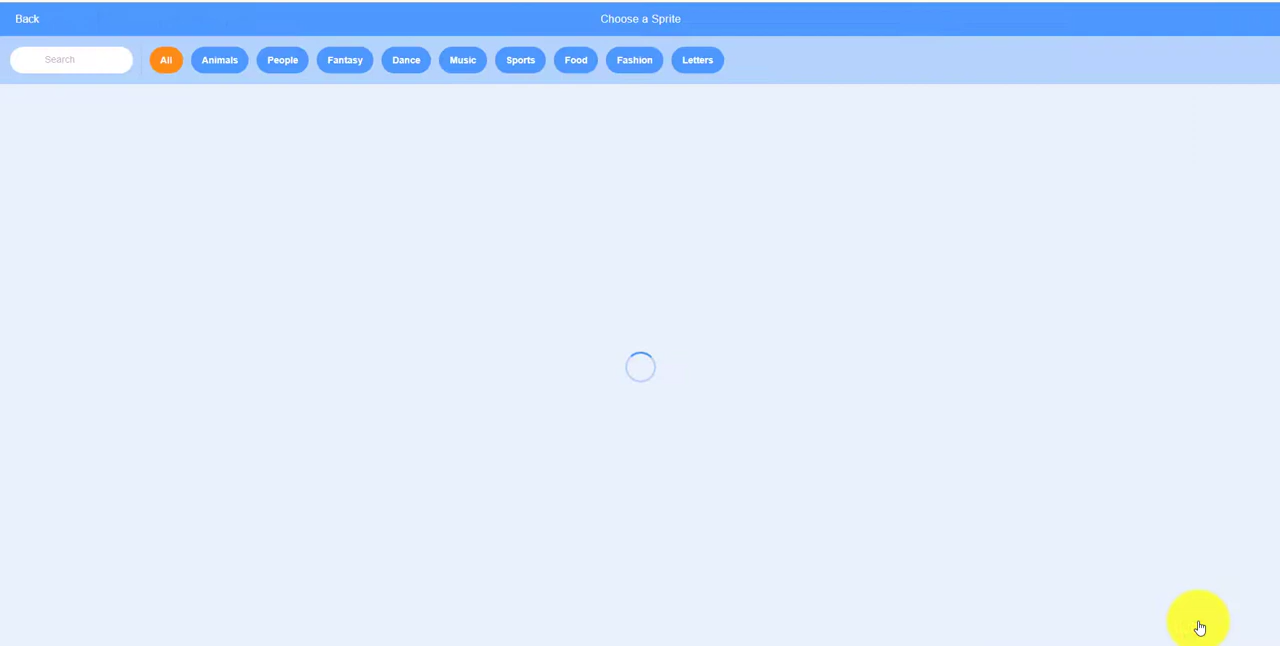 Back
Choose a Sprite
Search
All
Animals
People
Fantasy
Dance
Music
Sports
Food
Fashion
Letters